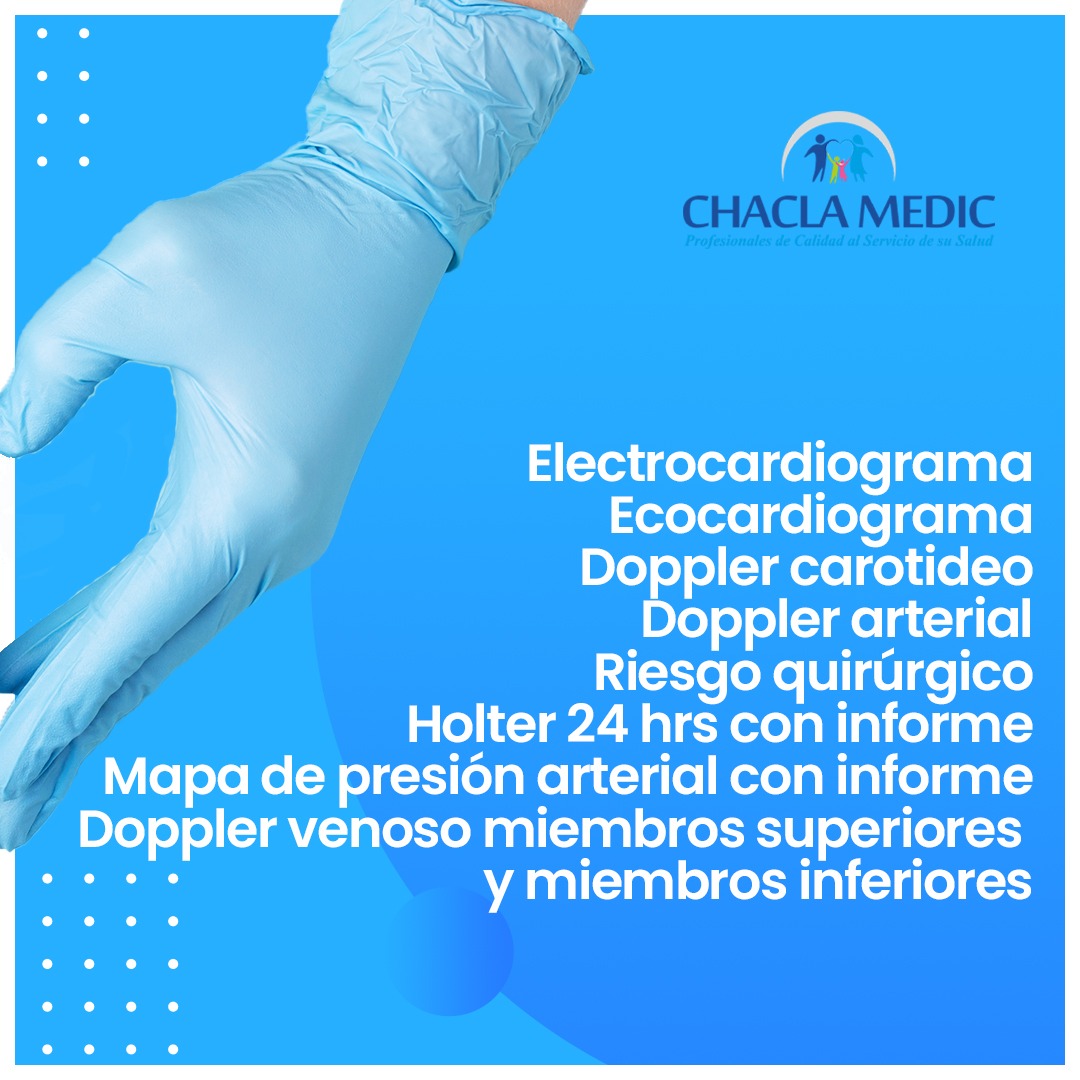 CHACLA MEDIC
Profesionales de Calidad al Servicio de su Salud
Electrocardiograma
Ecocardiograma
Doppler carotideo
Doppler arterial
Riesgo quirúrgico
Holter 24 hrs con informe
Mapa de presión arterial con informe
Doppler venoso miembros superiores
y miembros inferiores